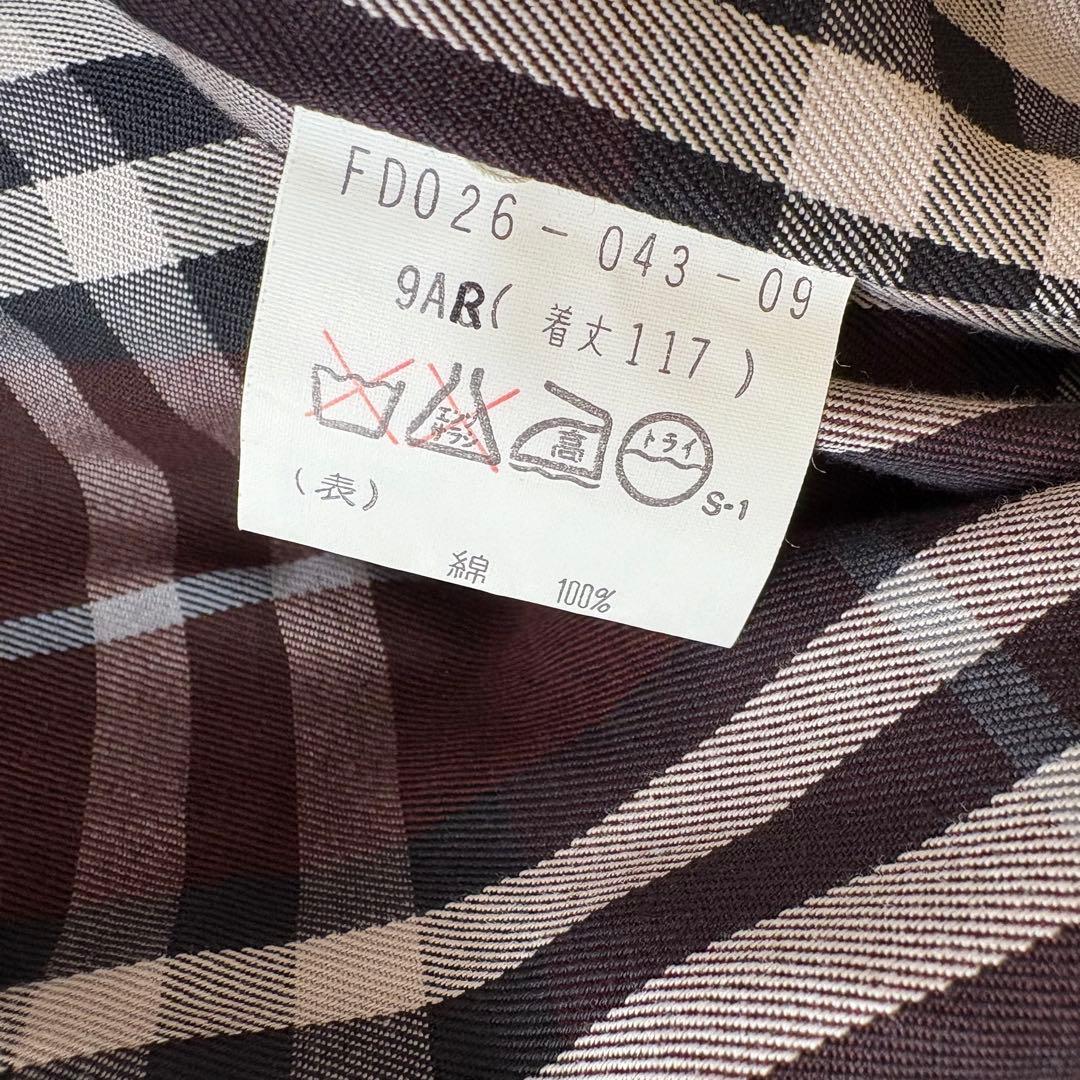 FD026-043-09
9AR(着丈117)
エンソ
サラシ
高
ドライ
S-1
(表)
綿 100%